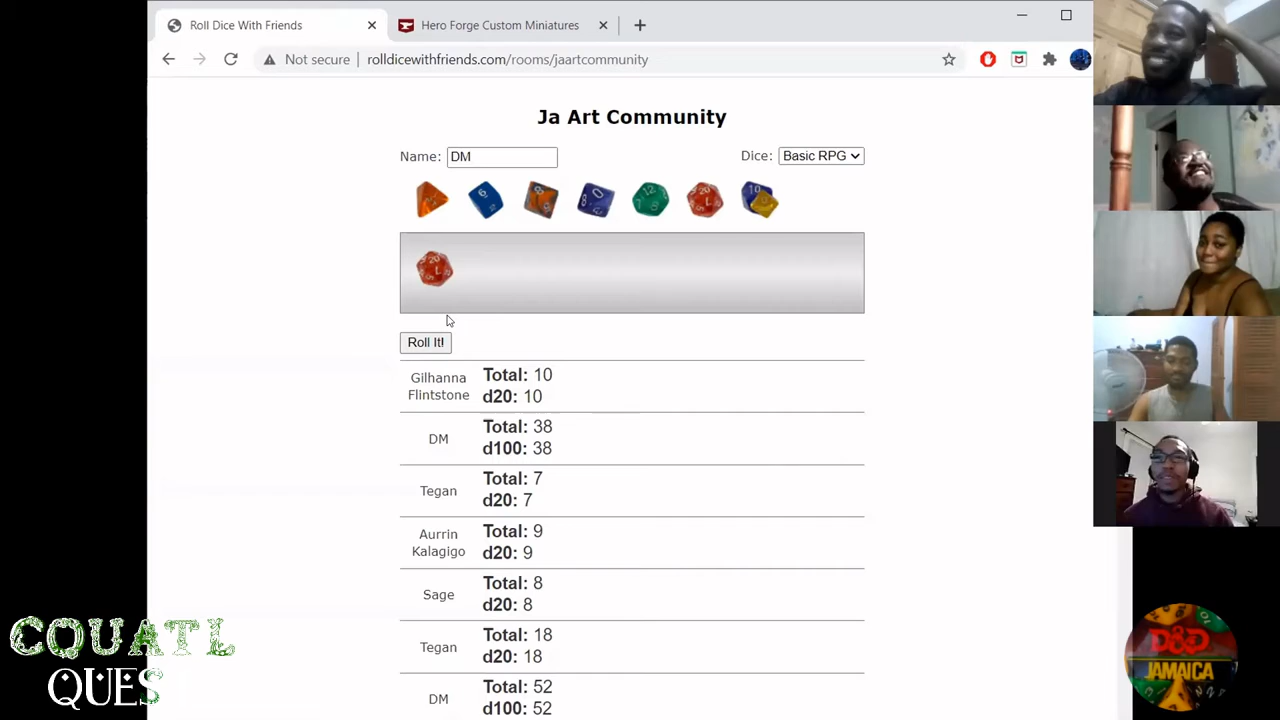 Roll Dice With Friends
Hero Forge Custom Miniatures
Not secure
rolldicewithfriends.com/rooms/jaartcommunity
Ja Art Community
Name: DM
Dice: Basic RPG
Roll It!
Gilhanna Flintstone
Total: 10
d20: 10
DM
Total: 38
d100: 38
Tegan
Total: 7
d20: 7
Aurrin Kalagigo
Total: 9
d20: 9
Sage
Total: 8
d20: 8
Tegan
Total: 18
d20: 18
DM
Total: 52
d100: 52
COUATL
QUES
D&D
JAMAICA